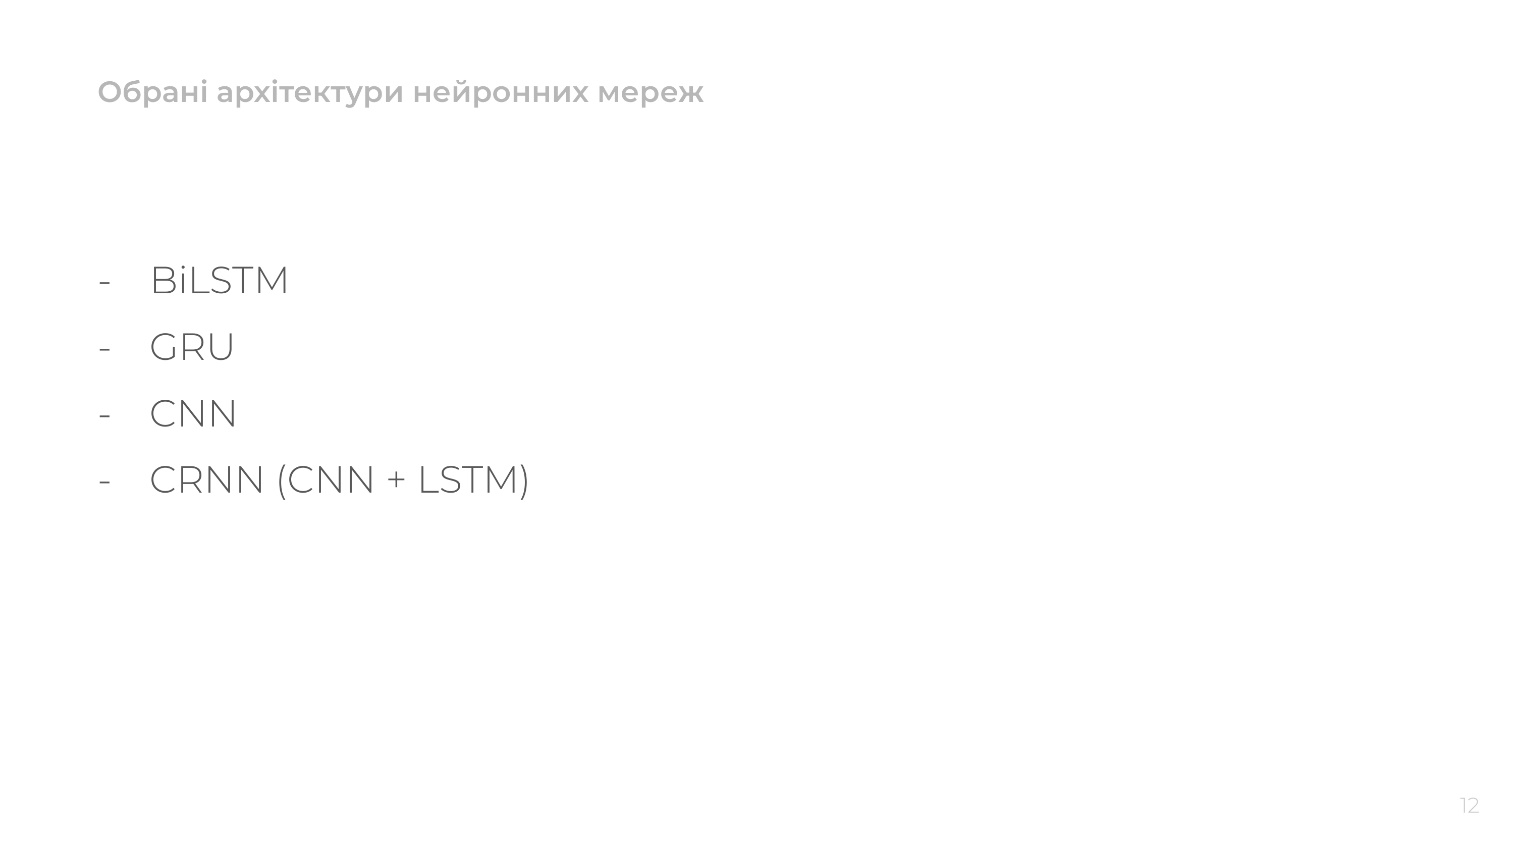 Обрані архітектури нейронних мереж
- BiLSTM
- GRU
- CNN
- CRNN (CNN + LSTM)
12